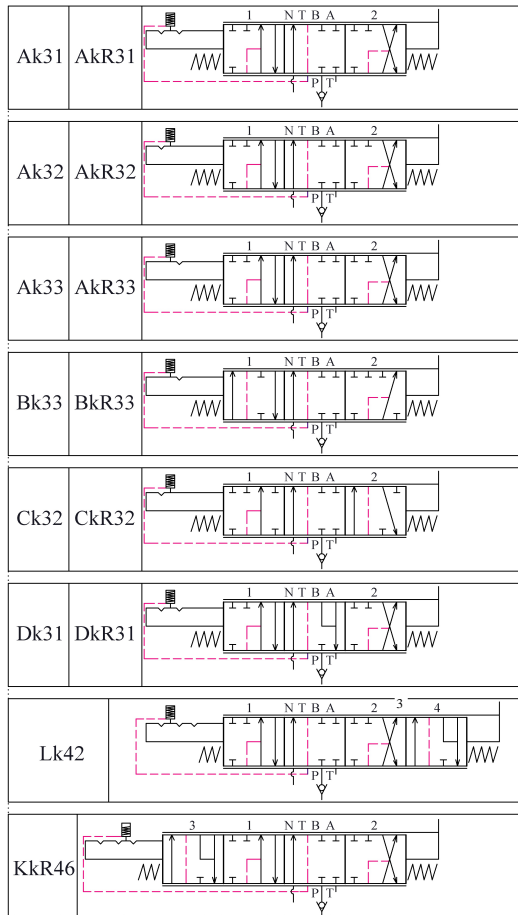 1 N T B A 2
Ak31 AkR31
P T
1 N T B A 2
Ak32 AkR32
P T
1 N T B A 2
Ak33 AkR33
P T
1 N T B A 2
Bk33 BkR33
P T
1 N T B A 2
Ck32 CkR32
P T
1 N T B A 2
Dk31 DkR31
P T
1 N T B A 2 3 4
Lk42
P T
3 1 N T B A 2
KkR46
P T